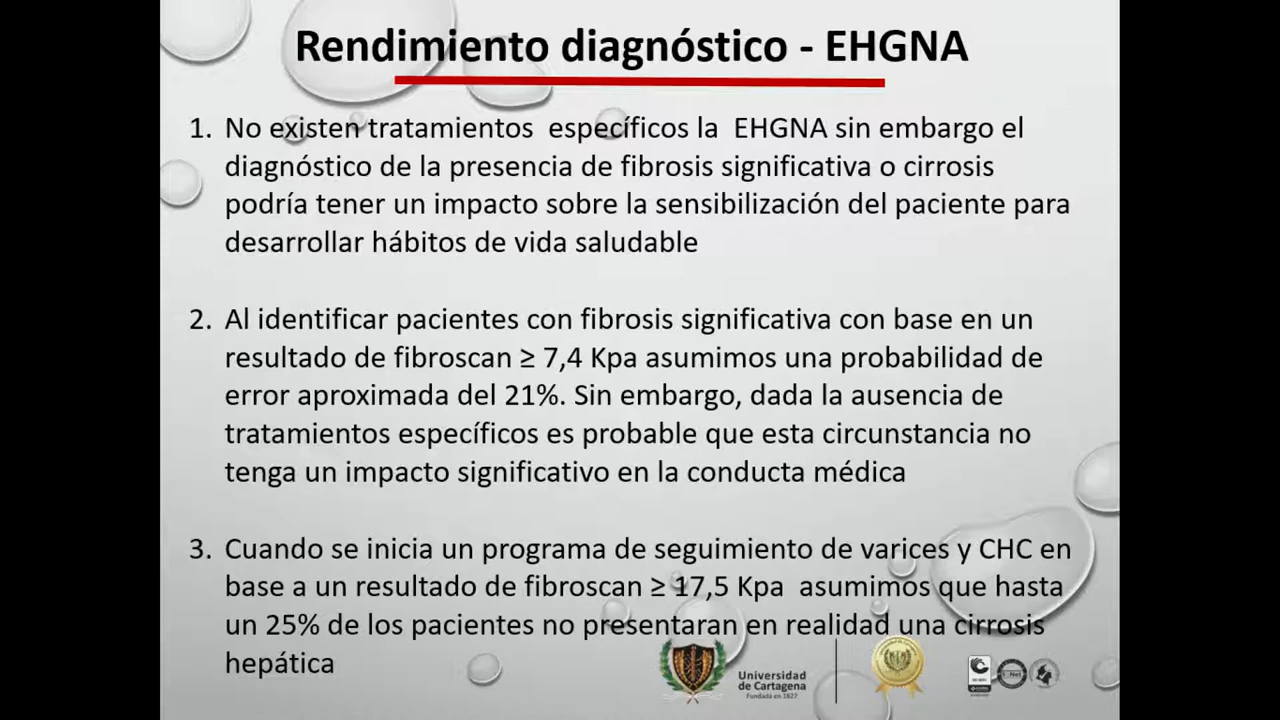 Rendimiento diagnóstico - EHGNA
1. No existen tratamientos específicos la EHGNA sin embargo el
diagnóstico de la presencia de fibrosis significativa o cirrosis
podría tener un impacto sobre la sensibilización del paciente para
desarrollar hábitos de vida saludable
2. Al identificar pacientes con fibrosis significativa con base en un
resultado de fibroscan ≥ 7,4 Kpa asumimos una probabilidad de
error aproximada del 21%. Sin embargo, dada la ausencia de
tratamientos específicos es probable que esta circunstancia no
tenga un impacto significativo en la conducta médica
3. Cuando se inicia un programa de seguimiento de varices y CHC en
base a un resultado de fibroscan ≥ 17,5 Kpa asumimos que hasta
un 25% de los pacientes no presentaran en realidad una cirrosis
hepática
Universidad
de Cartagena
Fundada en 1827